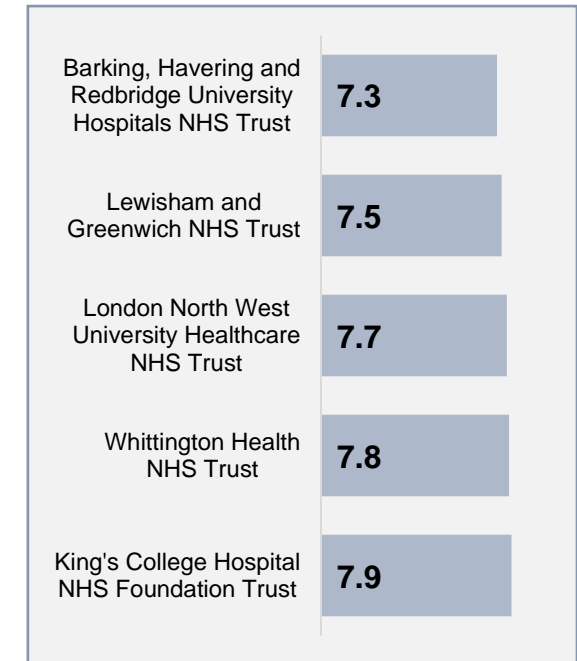 Barking, Havering and
Redbridge University
Hospitals NHS Trust
7.3
Lewisham and
Greenwich NHS Trust
7.5
London North West
University Healthcare
NHS Trust
7.7
Whittington Health
NHS Trust
7.8
King's College Hospital
NHS Foundation Trust
7.9